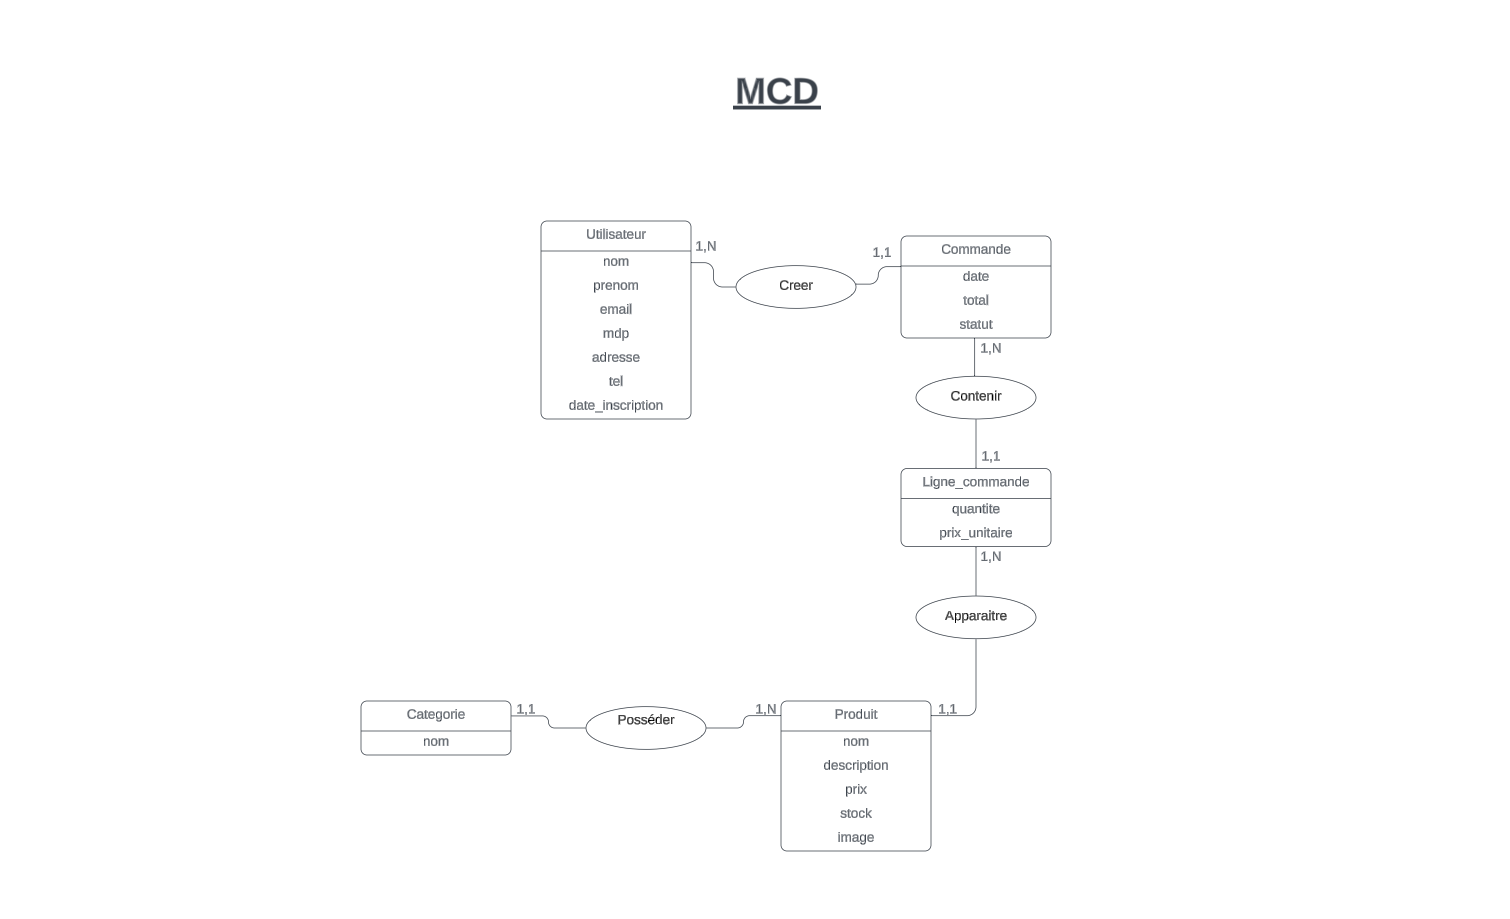 MCD
Utilisateur
nom
prenom
email
mdp
adresse
tel
date_inscription
1,N
Creer
1,1
Commande
date
total
statut
1,N
Contenir
1,1
Ligne_commande
quantite
prix_unitaire
1,N
Apparaitre
Categorie
nom
1,1
Posséder
1,N
Produit
nom
description
prix
stock
image
1,1